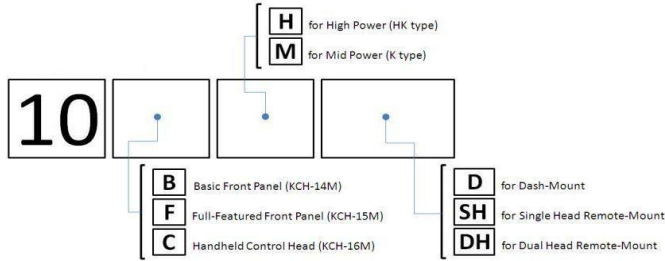 H for High Power (HK type)
M for Mid Power (K type)
10
B Basic Front Panel (KCH-14M)
F Full-Featured Front Panel (KCH-15M)
C Handheld Control Head (KCH-16M)
D for Dash-Mount
SH for Single Head Remote-Mount
DH for Dual Head Remote-Mount